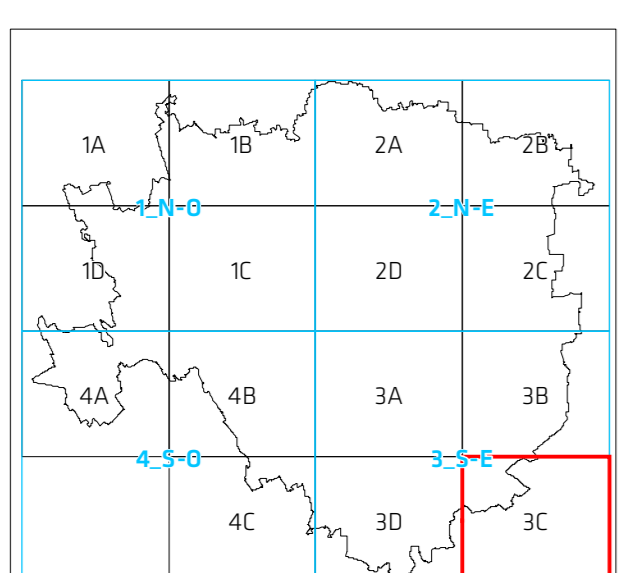 1A 1B 2A 2B
1_N-O 2_N-E
1D 1C 2D 2C
4A 4B 3A 3B
4_S-O 3_S-E
4C 3D 3C